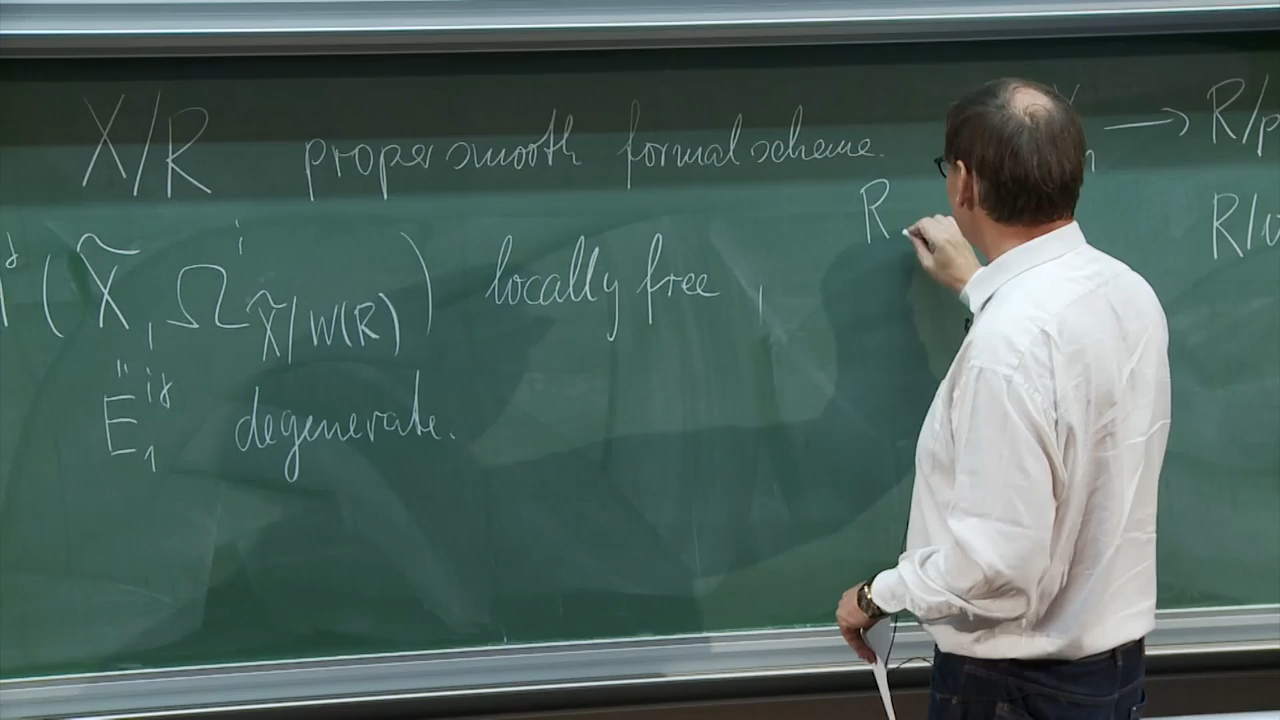 X/R proper smooth formal scheme. → R/p
R R/
( X̃, Ω^i_{X̃/W(R)} ) locally free,
" E_1^{ij} degenerate.